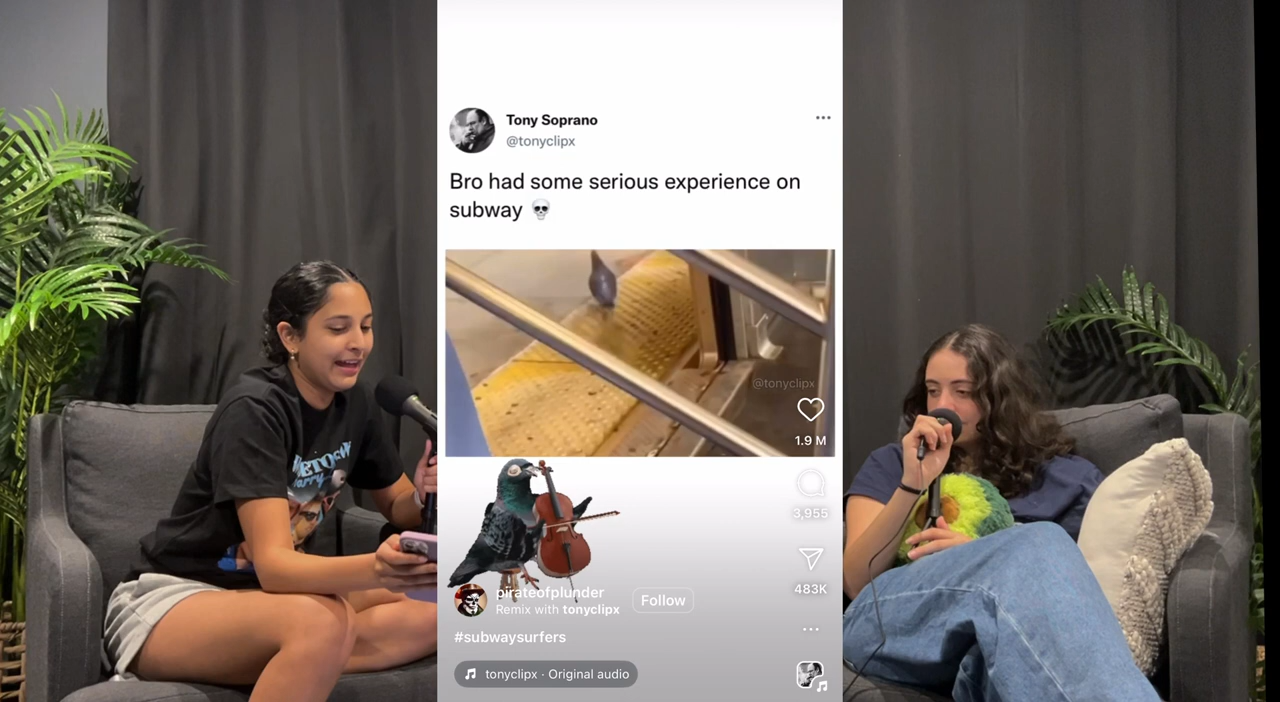 Tony Soprano
@tonyclipx
Bro had some serious experience on
subway 💀
@tonyclipx
1.9 M
3,955
483K
pirateofplunder
Remix with tonyclipx
Follow
#subwaysurfers
tonyclipx · Original audio